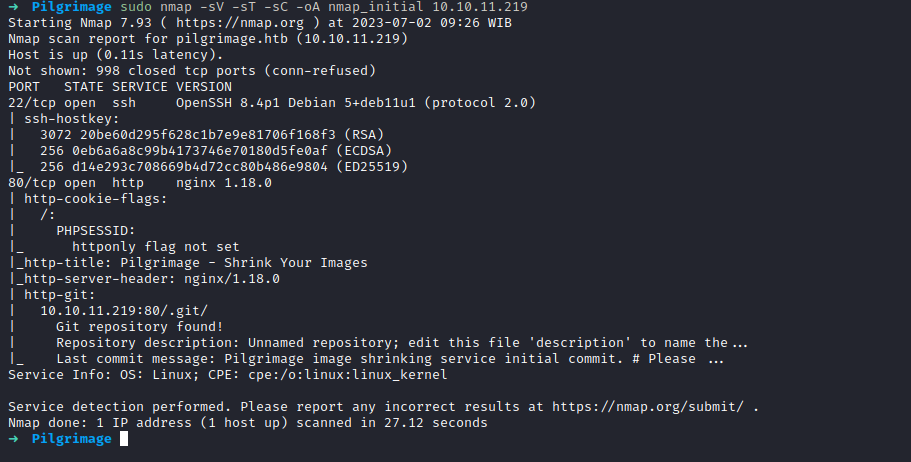 → Pilgrimage sudo nmap -sV -sT -sC -oA nmap_initial 10.10.11.219
Starting Nmap 7.93 ( https://nmap.org ) at 2023-07-02 09:26 WIB
Nmap scan report for pilgrimage.htb (10.10.11.219)
Host is up (0.11s latency).
Not shown: 998 closed tcp ports (conn-refused)
PORT   STATE SERVICE VERSION
22/tcp open  ssh     OpenSSH 8.4p1 Debian 5+deb11u1 (protocol 2.0)
| ssh-hostkey:
|   3072 20be60d295f628c1b7e9e81706f168f3 (RSA)
|   256 0eb6a6a8c99b4173746e70180d5fe0af (ECDSA)
|_  256 d14e293c708669b4d72cc80b486e9804 (ED25519)
80/tcp open  http    nginx 1.18.0
| http-cookie-flags:
|   /:
|     PHPSESSID:
|_      httponly flag not set
|_http-title: Pilgrimage - Shrink Your Images
|_http-server-header: nginx/1.18.0
| http-git:
|   10.10.11.219:80/.git/
|     Git repository found!
|     Repository description: Unnamed repository; edit this file 'description' to name the...
|_    Last commit message: Pilgrimage image shrinking service initial commit. # Please ...
Service Info: OS: Linux; CPE: cpe:/o:linux:linux_kernel
Service detection performed. Please report any incorrect results at https://nmap.org/submit/ .
Nmap done: 1 IP address (1 host up) scanned in 27.12 seconds
→ Pilgrimage